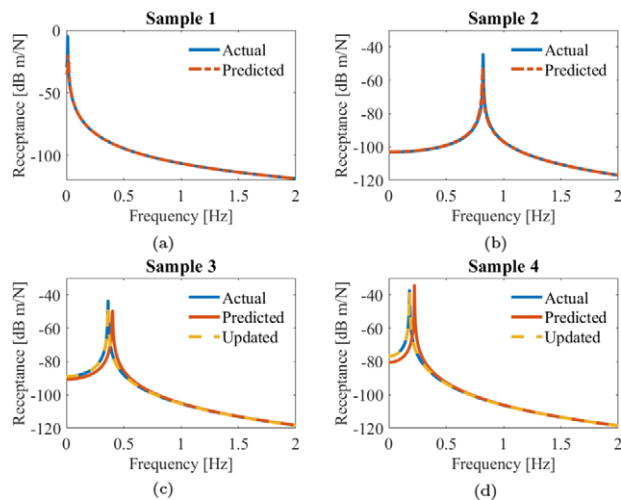 Sample 1
Receptance [dB m/N]
0
-50
-100
Actual
Predicted
0 0.5 1 1.5 2
Frequency [Hz]
(a)
Sample 2
Receptance [dB m/N]
-40
-60
-80
-100
-120
Actual
Predicted
0 0.5 1 1.5 2
Frequency [Hz]
(b)
Sample 3
Receptance [dB m/N]
-40
-60
-80
-100
-120
Actual
Predicted
Updated
0 0.5 1 1.5 2
Frequency [Hz]
(c)
Sample 4
Receptance [dB m/N]
-40
-60
-80
-100
-120
Actual
Predicted
Updated
0 0.5 1 1.5 2
Frequency [Hz]
(d)